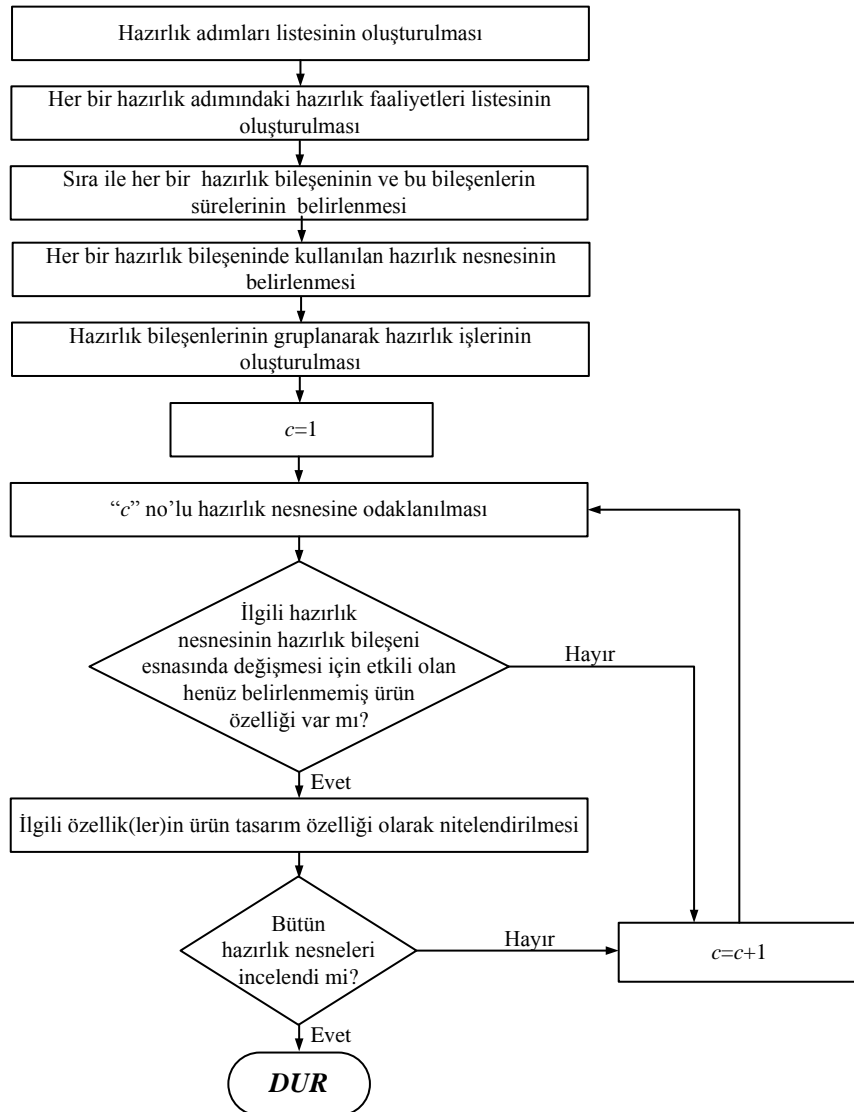 Hazırlık adımları listesinin oluşturulması
Her bir hazırlık adımındaki hazırlık faaliyetleri listesinin
oluşturulması
Sıra ile her bir hazırlık bileşeninin ve bu bileşenlerin
sürelerinin belirlenmesi
Her bir hazırlık bileşeninde kullanılan hazırlık nesnesinin
belirlenmesi
Hazırlık bileşenlerinin gruplanarak hazırlık işlerinin
oluşturulması
c=1
“c” no’lu hazırlık nesnesine odaklanılması
İlgili hazırlık
nesnesinin hazırlık bileşeni
esnasında değişmesi için etkili olan
henüz belirlenmemiş ürün
özelliği var mı?
Hayır
Evet
İlgili özellik(ler)in ürün tasarım özelliği olarak nitelendirilmesi
Bütün
hazırlık nesneleri
incelendi mi?
Hayır
c=c+1
Evet
DUR